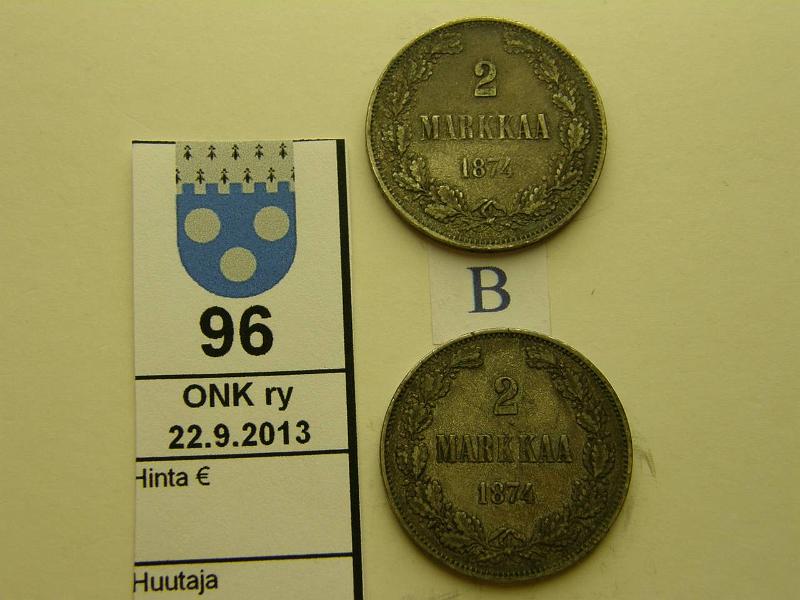 96
ONK ry
22.9.2013
Hinta €
Huutaja
2
MARKKAA
1874
B
2
MARKKAA
1874